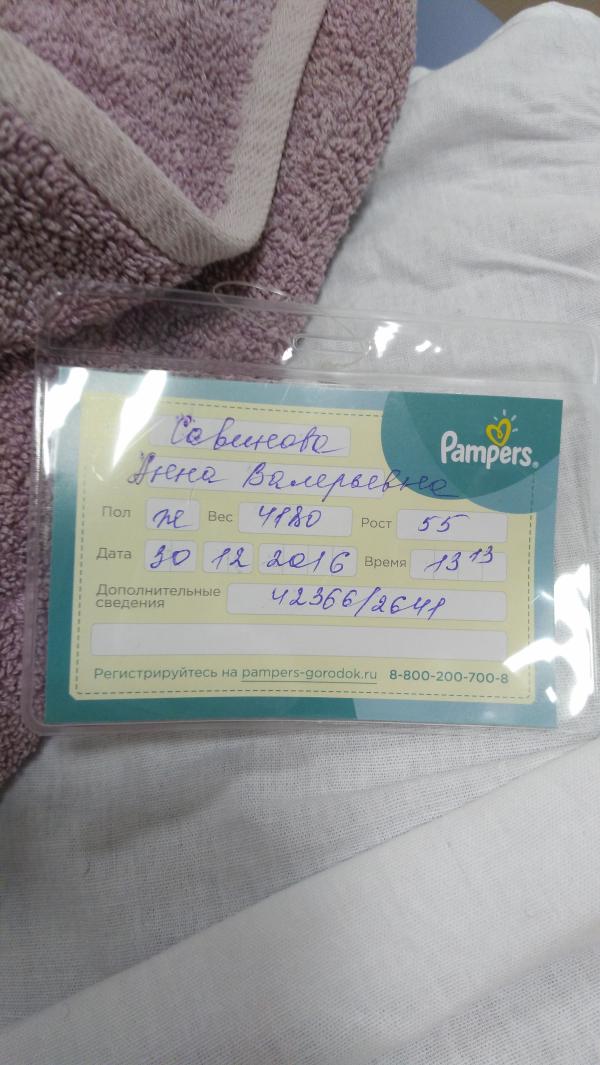 Савинова
Pampers.
Анна Валерьевна
Пол ж Вес 4180 Рост 55
Дата 30 12 2016 Время 13 13
Дополнительные
сведения 42366/2641
Регистрируйтесь на pampers-gorodok.ru 8-800-200-700-8